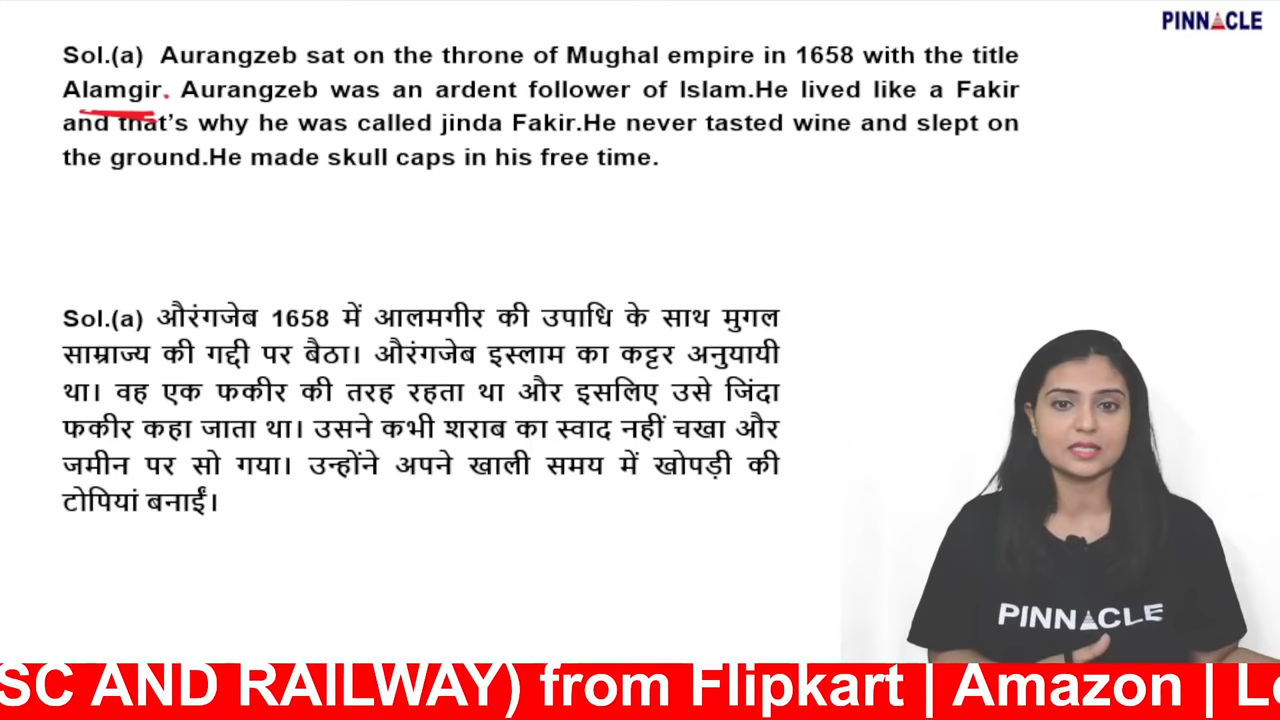 PINNACLE
Sol.(a) Aurangzeb sat on the throne of Mughal empire in 1658 with the title
Alamgir. Aurangzeb was an ardent follower of Islam.He lived like a Fakir
and that's why he was called jinda Fakir.He never tasted wine and slept on
the ground.He made skull caps in his free time.
Sol.(a) औरंगजेब 1658 में आलमगीर की उपाधि के साथ मुगल
साम्राज्य की गद्दी पर बैठा। औरंगजेब इस्लाम का कट्टर अनुयायी
था। वह एक फकीर की तरह रहता था और इसलिए उसे जिंदा
फकीर कहा जाता था। उसने कभी शराब का स्वाद नहीं चखा और
जमीन पर सो गया। उन्होंने अपने खाली समय में खोपड़ी की
टोपियां बनाईं।
PINNACLE
SC AND RAILWAY) from Flipkart | Amazon |